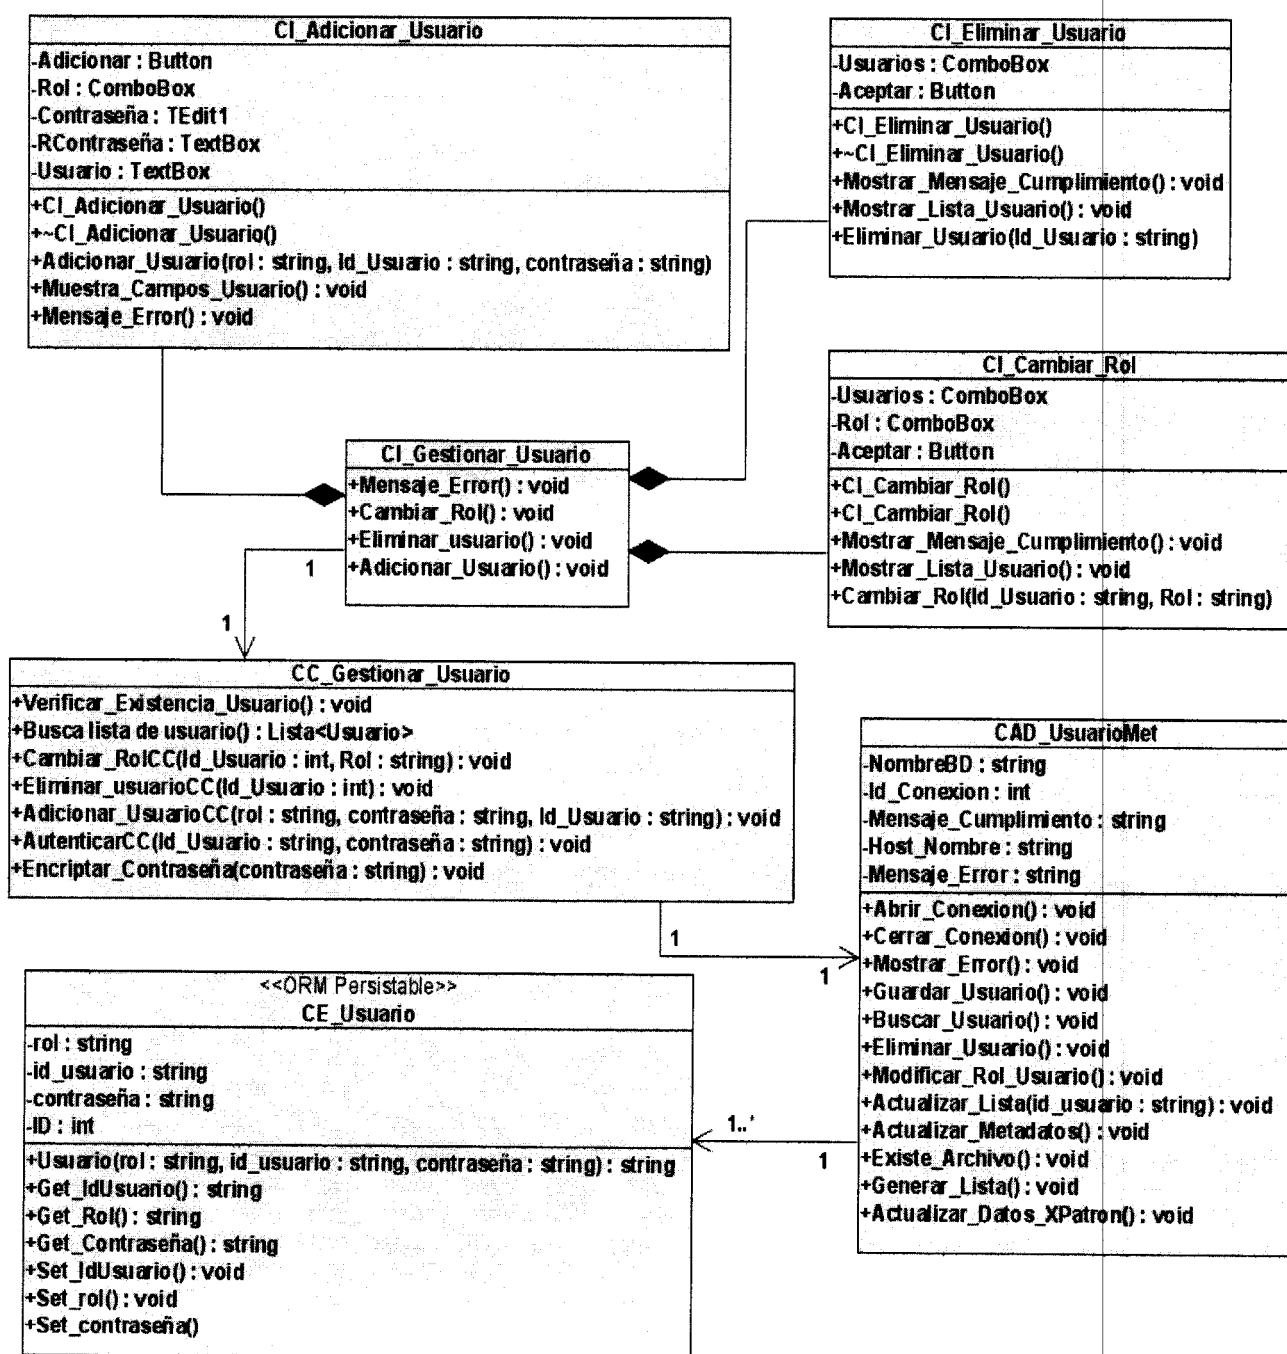 CI_Adicionar_Usuario
-Adicionar : Button
-Rol : ComboBox
-Contraseña : TEdit1
-RContraseña : TextBox
-Usuario : TextBox
+CI_Adicionar_Usuario()
+~CI_Adicionar_Usuario()
+Adicionar_Usuario(rol : string, Id_Usuario : string, contraseña : string)
+Muestra_Campos_Usuario() : void
+Mensaje_Error() : void
CI_Eliminar_Usuario
-Usuarios : ComboBox
-Aceptar : Button
+CI_Eliminar_Usuario()
+~CI_Eliminar_Usuario()
+Mostrar_Mensaje_Cumplimiento() : void
+Mostrar_Lista_Usuario() : void
+Eliminar_Usuario(Id_Usuario : string)
CI_Cambiar_Rol
-Usuarios : ComboBox
-Rol : ComboBox
-Aceptar : Button
+CI_Cambiar_Rol()
+CI_Cambiar_Rol()
+Mostrar_Mensaje_Cumplimiento() : void
+Mostrar_Lista_Usuario() : void
+Cambiar_Rol(Id_Usuario : string, Rol : string)
CI_Gestionar_Usuario
+Mensaje_Error() : void
+Cambiar_Rol() : void
+Eliminar_usuario() : void
+Adicionar_Usuario() : void
1
1
CC_Gestionar_Usuario
+Verificar_Existencia_Usuario() : void
+Busca lista de usuario() : Lista<Usuario>
+Cambiar_RolCC(Id_Usuario : int, Rol : string) : void
+Eliminar_usuarioCC(Id_Usuario : int) : void
+Adicionar_UsuarioCC(rol : string, contraseña : string, Id_Usuario : string) : void
+AutenticarCC(Id_Usuario : string, contraseña : string) : void
+Encriptar_Contraseña(contraseña : string) : void
1
1
CAD_UsuarioMet
-NombreBD : string
-Id_Conexion : int
-Mensaje_Cumplimiento : string
-Host_Nombre : string
-Mensaje_Error : string
+Abrir_Conexion() : void
+Cerrar_Conexion() : void
+Mostrar_Error() : void
+Guardar_Usuario() : void
+Buscar_Usuario() : void
+Eliminar_Usuario() : void
+Modificar_Rol_Usuario() : void
+Actualizar_Lista(id_usuario : string) : void
+Actualizar_Metadatos() : void
+Existe_Archivo() : void
+Generar_Lista() : void
+Actualizar_Datos_XPatron() : void
1..*
1
<<ORM Persistable>>
CE_Usuario
-rol : string
-id_usuario : string
-contraseña : string
-ID : int
+Usuario(rol : string, id_usuario : string, contraseña : string) : string
+Get_IdUsuario() : string
+Get_Rol() : string
+Get_Contraseña() : string
+Set_IdUsuario() : void
+Set_rol() : void
+Set_contraseña()